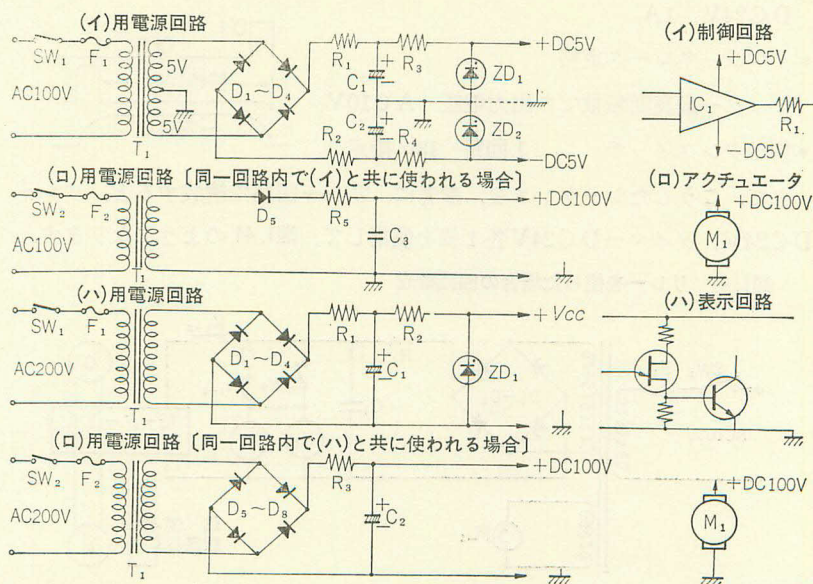 (イ)用電源回路
SW₁ F₁
AC100V
5V
5V
T₁
D₁~D₄
R₁ R₃
C₁
C₂
R₂ R₄
ZD₁
ZD₂
+DC5V
-DC5V
(イ)制御回路
+DC5V
IC₁
R₁
-DC5V
(ロ)用電源回路〔同一回路内で(イ)と共に使われる場合〕
SW₂ F₂
AC100V
T₁
D₅ R₅
C₃
+DC100V
(ロ)アクチュエータ
+DC100V
M₁
(ハ)用電源回路
SW₁ F₁
AC200V
T₁
D₁~D₄
R₁ R₂
C₁
ZD₁
+Vcc
(ハ)表示回路
(ロ)用電源回路〔同一回路内で(ハ)と共に使われる場合〕
SW₂ F₂
AC200V
T₁
D₅~D₈
R₃
C₂
+DC100V
+DC100V
M₁